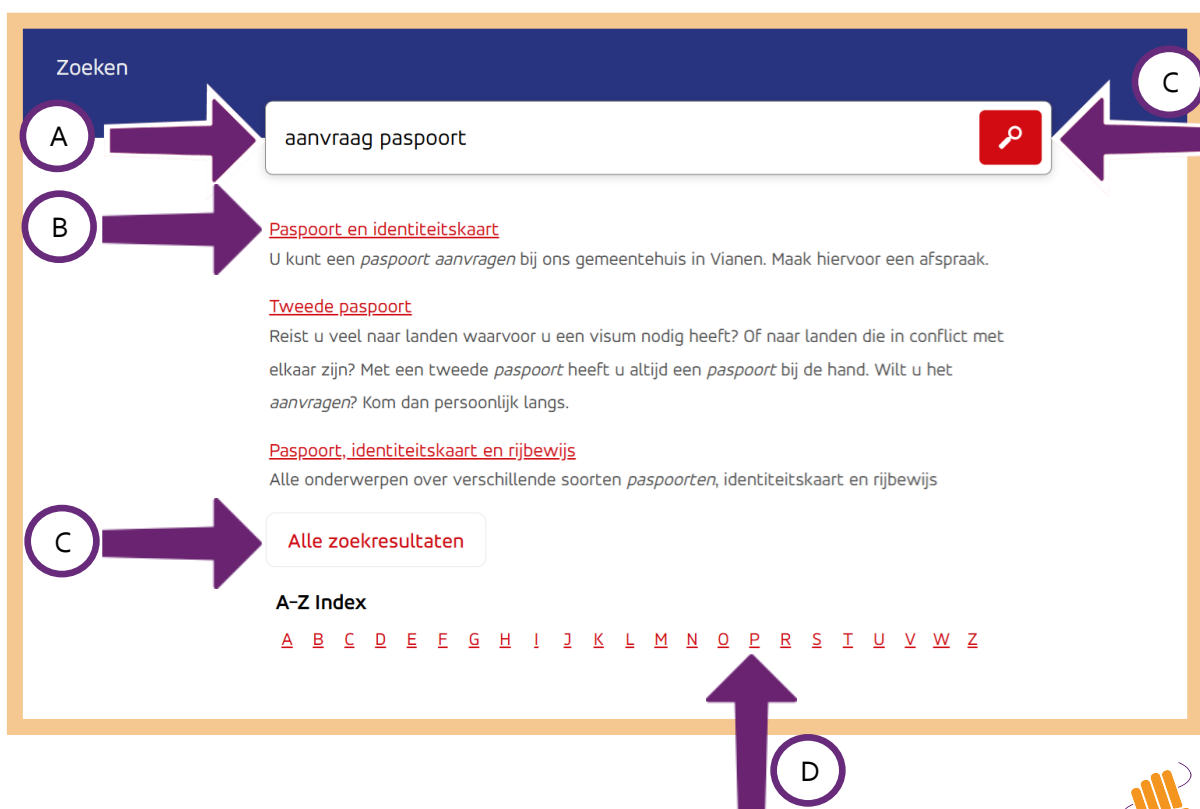 Zoeken
C
A
aanvraag paspoort
B
Paspoort en identiteitskaart
U kunt een paspoort aanvragen bij ons gemeentehuis in Vianen. Maak hiervoor een afspraak.
Tweede paspoort
Reist u veel naar landen waarvoor u een visum nodig heeft? Of naar landen die in conflict met
elkaar zijn? Met een tweede paspoort heeft u altijd een paspoort bij de hand. Wilt u het
aanvragen? Kom dan persoonlijk langs.
Paspoort, identiteitskaart en rijbewijs
Alle onderwerpen over verschillende soorten paspoorten, identiteitskaart en rijbewijs
C
Alle zoekresultaten
A-Z Index
A B C D E F G H I J K L M N O P R S T U V W Z
D